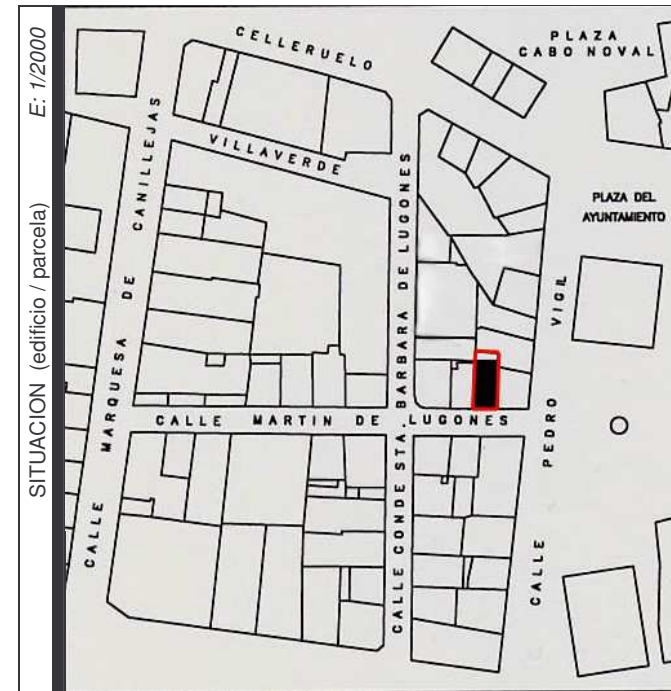 SITUACION (edificio / parcela) E: 1/2000
CELLERUELO
PLAZA
CABO NOVAL
VILLAVERDE
PLAZA DEL
AYUNTAMIENTO
CALLE MARQUESA DE CANILLEJAS
CALLE CONDE STA. BARBARA DE LUGONES
CALLE PEDRO VIGIL
CALLE MARTIN DE LUGONES